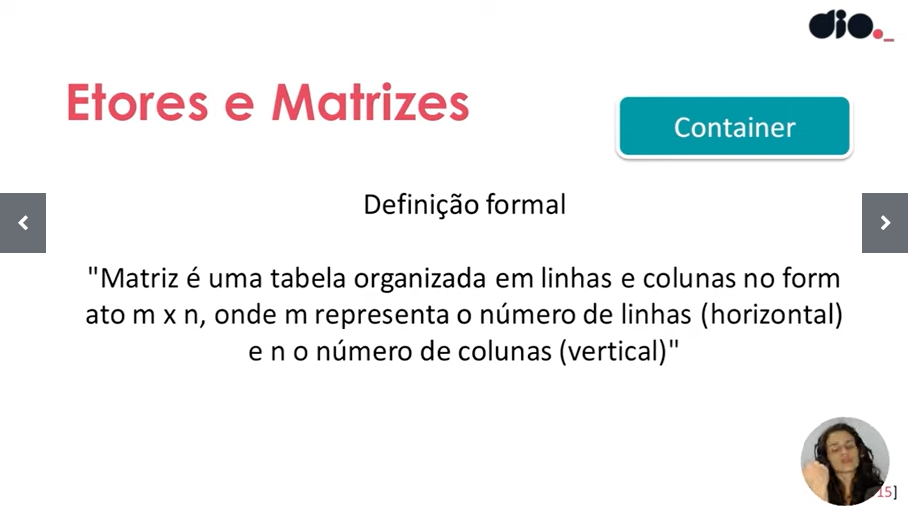 dio._
Etores e Matrizes
Container
Definição formal
"Matriz é uma tabela organizada em linhas e colunas no form
ato m x n, onde m representa o número de linhas (horizontal)
e n o número de colunas (vertical)"
15]